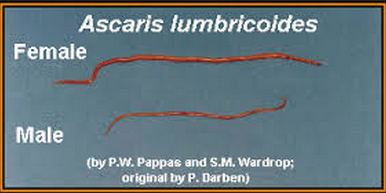 Ascaris lumbricoides
Female
Male
(by P.W. Pappas and S.M. Wardrop;
original by P. Darben)